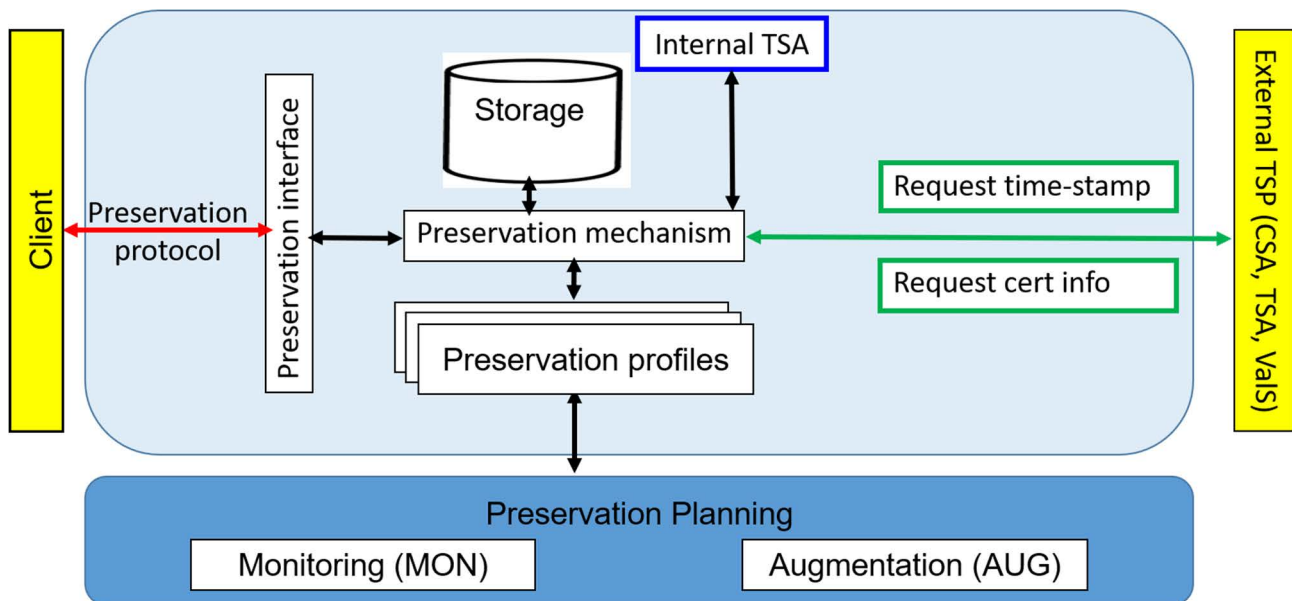 Client
Preservation
protocol
Preservation interface
Storage
Internal TSA
Preservation mechanism
Request time-stamp
Request cert info
Preservation profiles
External TSP (CSA, TSA, ValS)
Preservation Planning
Monitoring (MON)
Augmentation (AUG)